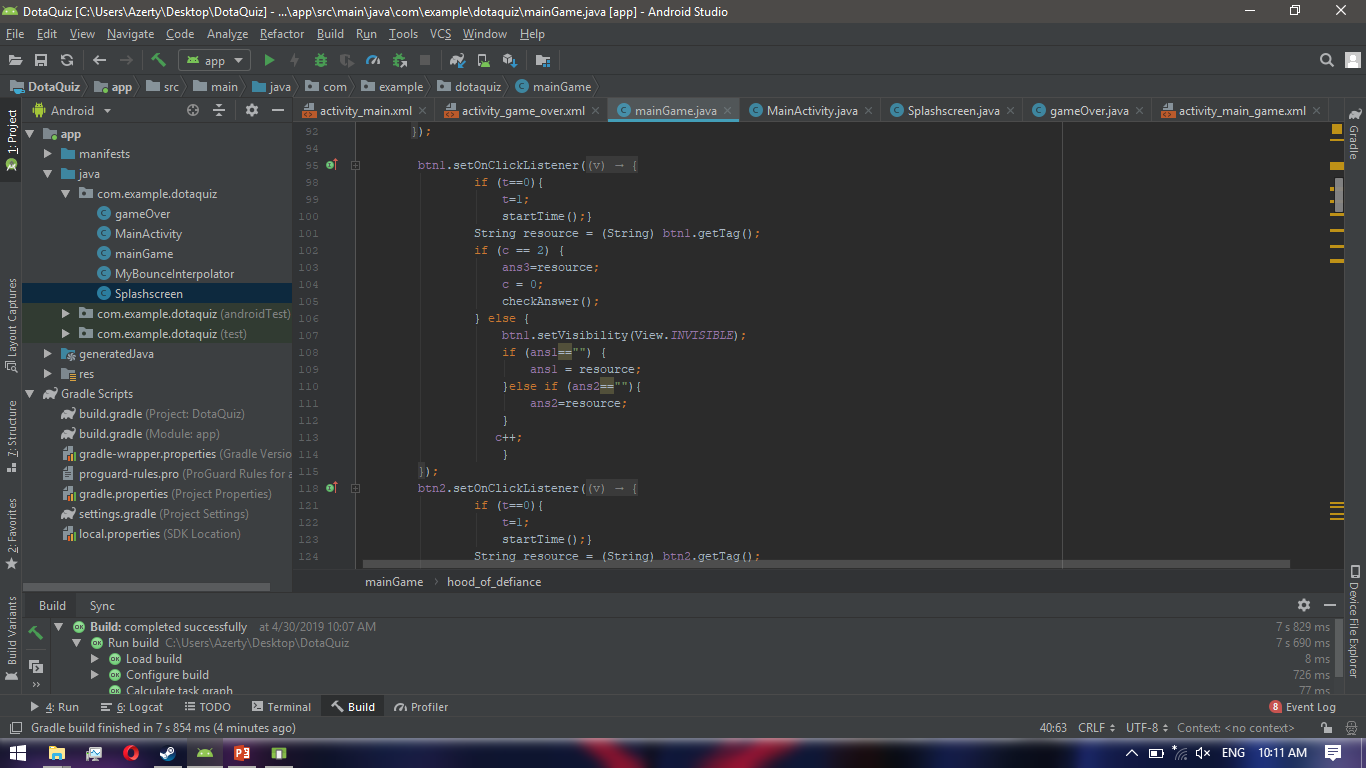 DotaQuiz [C:\Users\Azerty\Desktop\DotaQuiz] - ...\app\src\main\java\com\example\dotaquiz\mainGame.java [app] - Android Studio
File Edit View Navigate Code Analyze Refactor Build Run Tools VCS Window Help
app
DotaQuiz app src main java com example dotaquiz mainGame
Android
activity_main.xml activity_game_over.xml mainGame.java MainActivity.java Splashscreen.java gameOver.java activity_main_game.xml
1: Project
Layout Captures
7: Structure
2: Favorites
Build Variants
app
manifests
java
com.example.dotaquiz
gameOver
MainActivity
mainGame
MyBounceInterpolator
Splashscreen
com.example.dotaquiz (androidTest)
com.example.dotaquiz (test)
generatedJava
res
Gradle Scripts
build.gradle (Project: DotaQuiz)
build.gradle (Module: app)
gradle-wrapper.properties (Gradle Versio
proguard-rules.pro (ProGuard Rules for a
gradle.properties (Project Properties)
settings.gradle (Project Settings)
local.properties (SDK Location)
92 });
94
95 btn1.setOnClickListener((v) → {
98 if (t==0){
99 t=1;
100 startTime();}
101 String resource = (String) btn1.getTag();
102 if (c == 2) {
103 ans3=resource;
104 c = 0;
105 checkAnswer();
106 } else {
107 btn1.setVisibility(View.INVISIBLE);
108 if (ans1=="") {
109 ans1 = resource;
110 }else if (ans2==""){
111 ans2=resource;
112 }
113 c++;
114 }
115 });
118 btn2.setOnClickListener((v) → {
121 if (t==0){
122 t=1;
123 startTime();}
124 String resource = (String) btn2.getTag();
mainGame hood_of_defiance
Gradle
Device File Explorer
Build Sync
Build: completed successfully at 4/30/2019 10:07 AM 7 s 829 ms
Run build C:\Users\Azerty\Desktop\DotaQuiz 7 s 690 ms
Load build 8 ms
Configure build 726 ms
Calculate task graph 77 ms
4: Run 6: Logcat TODO Terminal Build Profiler 8 Event Log
Gradle build finished in 7 s 854 ms (4 minutes ago) 40:63 CRLF UTF-8 Context: <no context>
ENG 10:11 AM